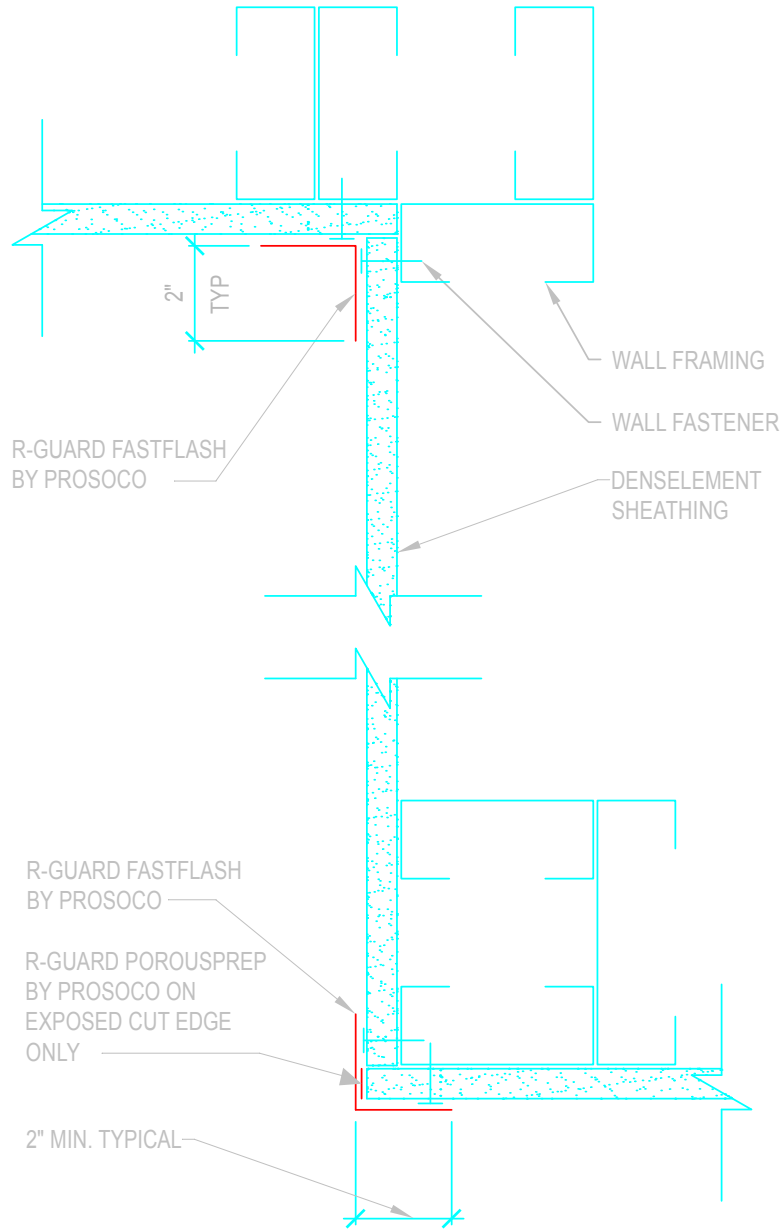 2"
TYP
WALL FRAMING
WALL FASTENER
R-GUARD FASTFLASH
BY PROSOCO
DENSELEMENT
SHEATHING
R-GUARD FASTFLASH
BY PROSOCO
R-GUARD POROUSPREP
BY PROSOCO ON
EXPOSED CUT EDGE
ONLY
2" MIN. TYPICAL